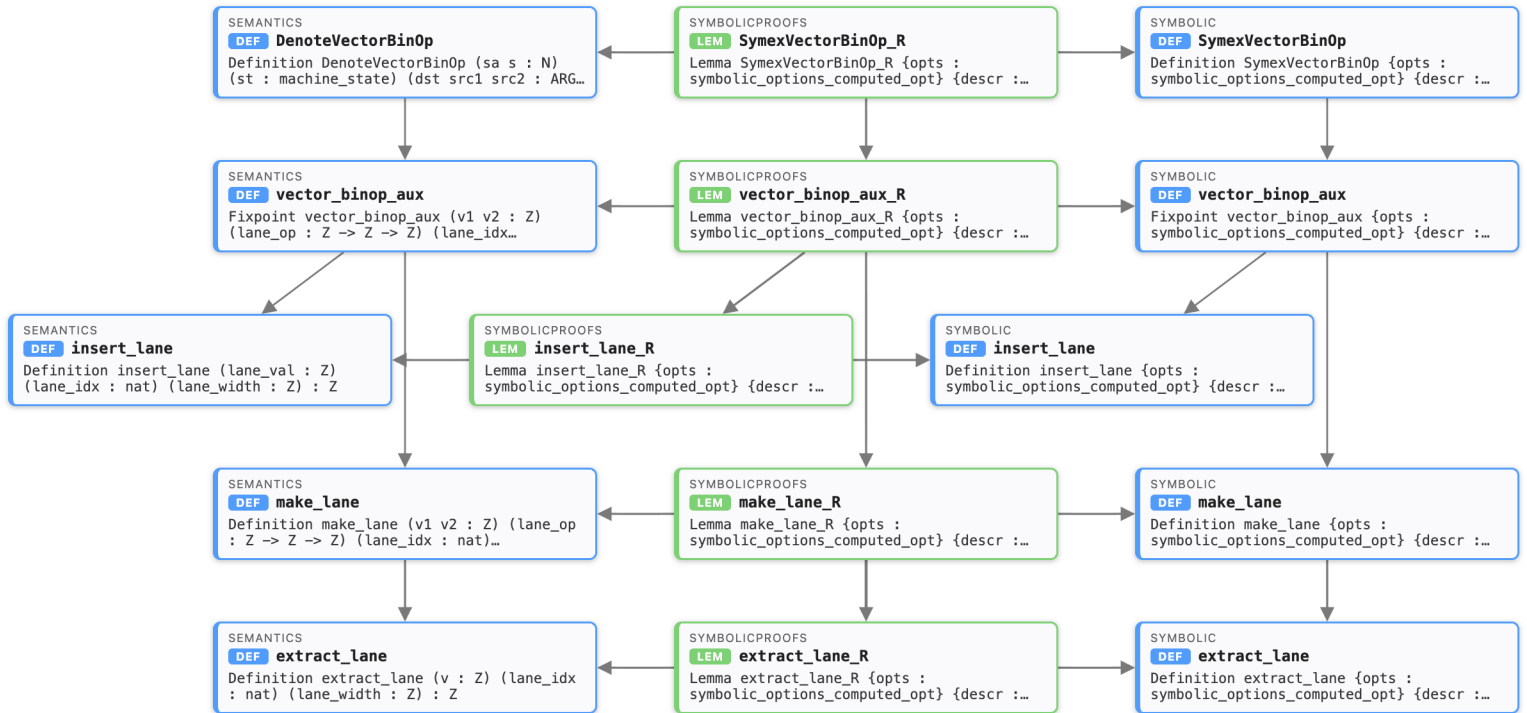 SEMANTICS
DEF DenoteVectorBinOp
Definition DenoteVectorBinOp (sa s : N)
(st : machine_state) (dst src1 src2 : ARG…
SYMBOLICPROOFS
LEM SymexVectorBinOp_R
Lemma SymexVectorBinOp_R {opts :
symbolic_options_computed_opt} {descr :…
SYMBOLIC
DEF SymexVectorBinOp
Definition SymexVectorBinOp {opts :
symbolic_options_computed_opt} {descr :…
SEMANTICS
DEF vector_binop_aux
Fixpoint vector_binop_aux (v1 v2 : Z)
(lane_op : Z -> Z -> Z) (lane_idx…
SYMBOLICPROOFS
LEM vector_binop_aux_R
Lemma vector_binop_aux_R {opts :
symbolic_options_computed_opt} {descr :…
SYMBOLIC
DEF vector_binop_aux
Fixpoint vector_binop_aux {opts :
symbolic_options_computed_opt} {descr :…
SEMANTICS
DEF insert_lane
Definition insert_lane (lane_val : Z)
(lane_idx : nat) (lane_width : Z) : Z
SYMBOLICPROOFS
LEM insert_lane_R
Lemma insert_lane_R {opts :
symbolic_options_computed_opt} {descr :…
SYMBOLIC
DEF insert_lane
Definition insert_lane {opts :
symbolic_options_computed_opt} {descr :…
SEMANTICS
DEF make_lane
Definition make_lane (v1 v2 : Z) (lane_op
: Z -> Z -> Z) (lane_idx : nat)…
SYMBOLICPROOFS
LEM make_lane_R
Lemma make_lane_R {opts :
symbolic_options_computed_opt} {descr :…
SYMBOLIC
DEF make_lane
Definition make_lane {opts :
symbolic_options_computed_opt} {descr :…
SEMANTICS
DEF extract_lane
Definition extract_lane (v : Z) (lane_idx
: nat) (lane_width : Z) : Z
SYMBOLICPROOFS
LEM extract_lane_R
Lemma extract_lane_R {opts :
symbolic_options_computed_opt} {descr :…
SYMBOLIC
DEF extract_lane
Definition extract_lane {opts :
symbolic_options_computed_opt} {descr :…